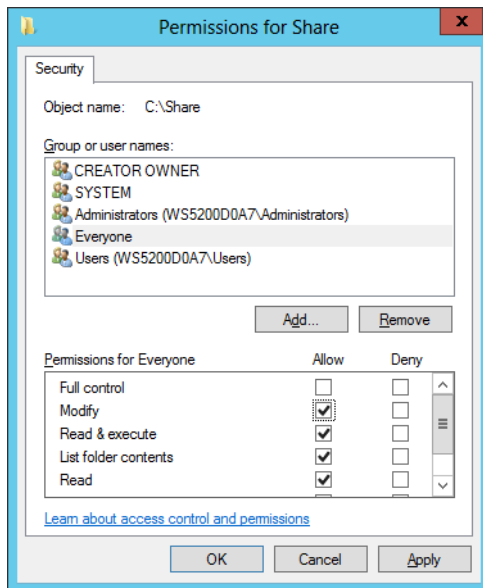 Permissions for Share
x
Security
Object name: C:\Share
Group or user names:
CREATOR OWNER
SYSTEM
Administrators (WS5200D0A7\Administrators)
Everyone
Users (WS5200D0A7\Users)
Add... Remove
Permissions for Everyone Allow Deny
Full control
Modify
Read & execute
List folder contents
Read
Learn about access control and permissions
OK Cancel Apply